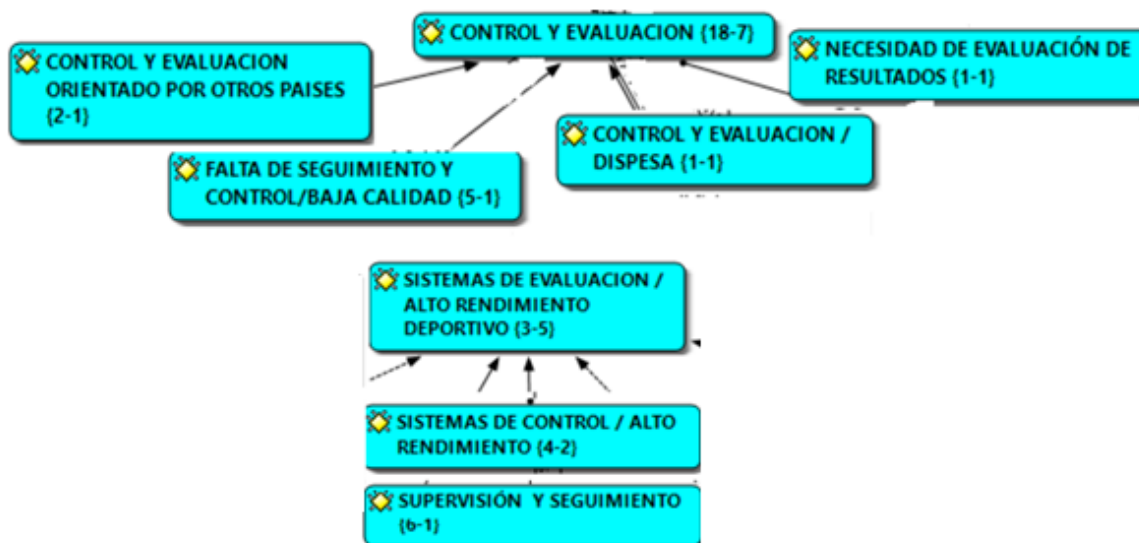 CONTROL Y EVALUACION {18-7}
CONTROL Y EVALUACION
ORIENTADO POR OTROS PAISES
{2-1}
NECESIDAD DE EVALUACIÓN DE
RESULTADOS {1-1}
CONTROL Y EVALUACION /
DISPESA {1-1}
FALTA DE SEGUIMIENTO Y
CONTROL/BAJA CALIDAD {5-1}
SISTEMAS DE EVALUACION /
ALTO RENDIMIENTO
DEPORTIVO {3-5}
SISTEMAS DE CONTROL / ALTO
RENDIMIENTO {4-2}
SUPERVISIÓN Y SEGUIMIENTO
{6-1}